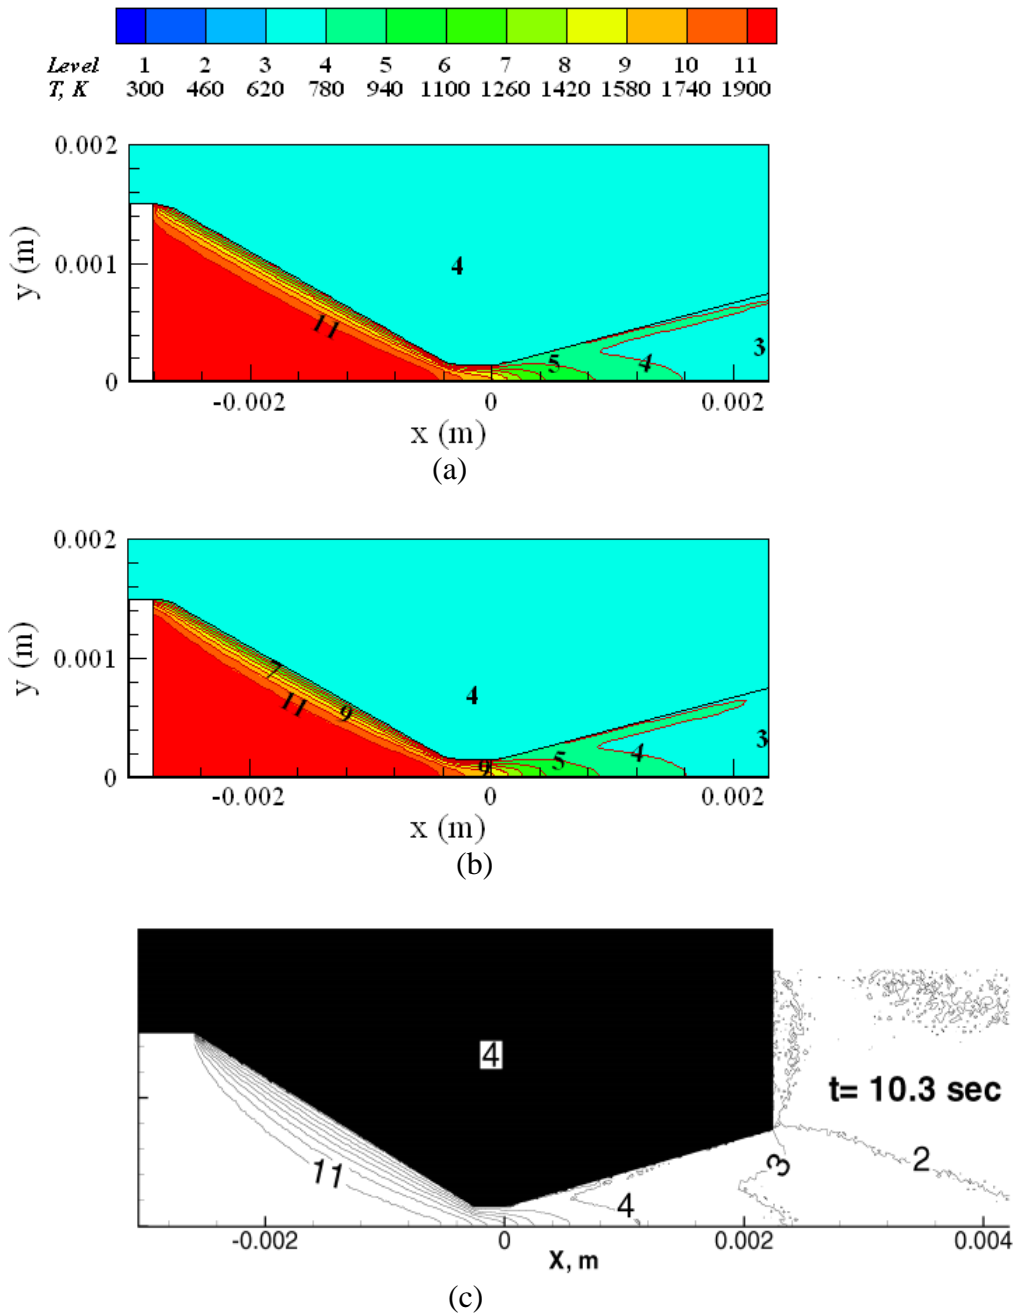 Level 1 2 3 4 5 6 7 8 9 10 11
T, K 300 460 620 780 940 1100 1260 1420 1580 1740 1900
0.002
0.001
0
y (m)
4
11
5
4
3
-0.002 0 0.002
x (m)
(a)
0.002
0.001
0
y (m)
7
11
9
4
9
5
4
3
-0.002 0 0.002
x (m)
(b)
4
t= 10.3 sec
11
4
3
2
-0.002 0 0.002 0.004
X, m
(c)